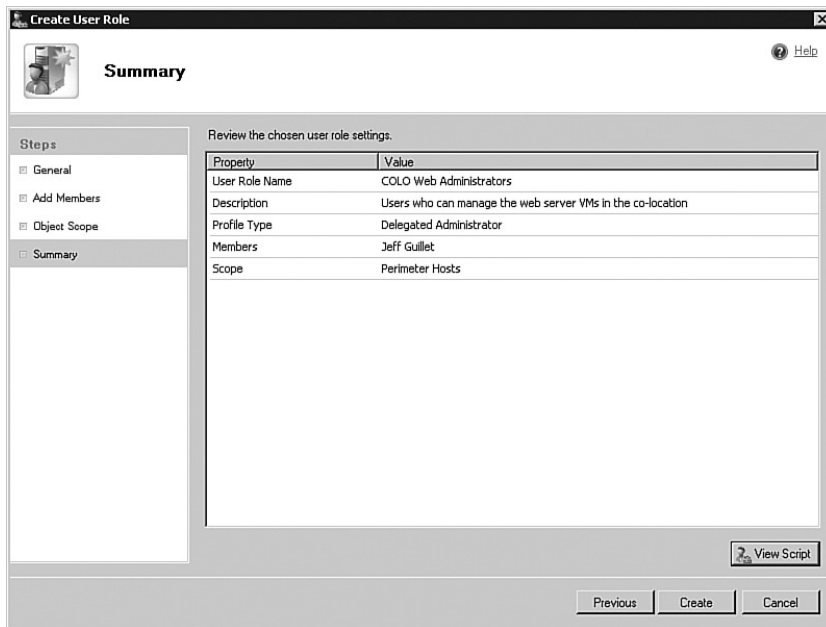 Create User Role
Summary
Help
Steps
General
Add Members
Object Scope
Summary
Review the chosen user role settings.
Property Value
User Role Name COLO Web Administrators
Description Users who can manage the web server VMs in the co-location
Profile Type Delegated Administrator
Members Jeff Guillet
Scope Perimeter Hosts
View Script
Previous Create Cancel